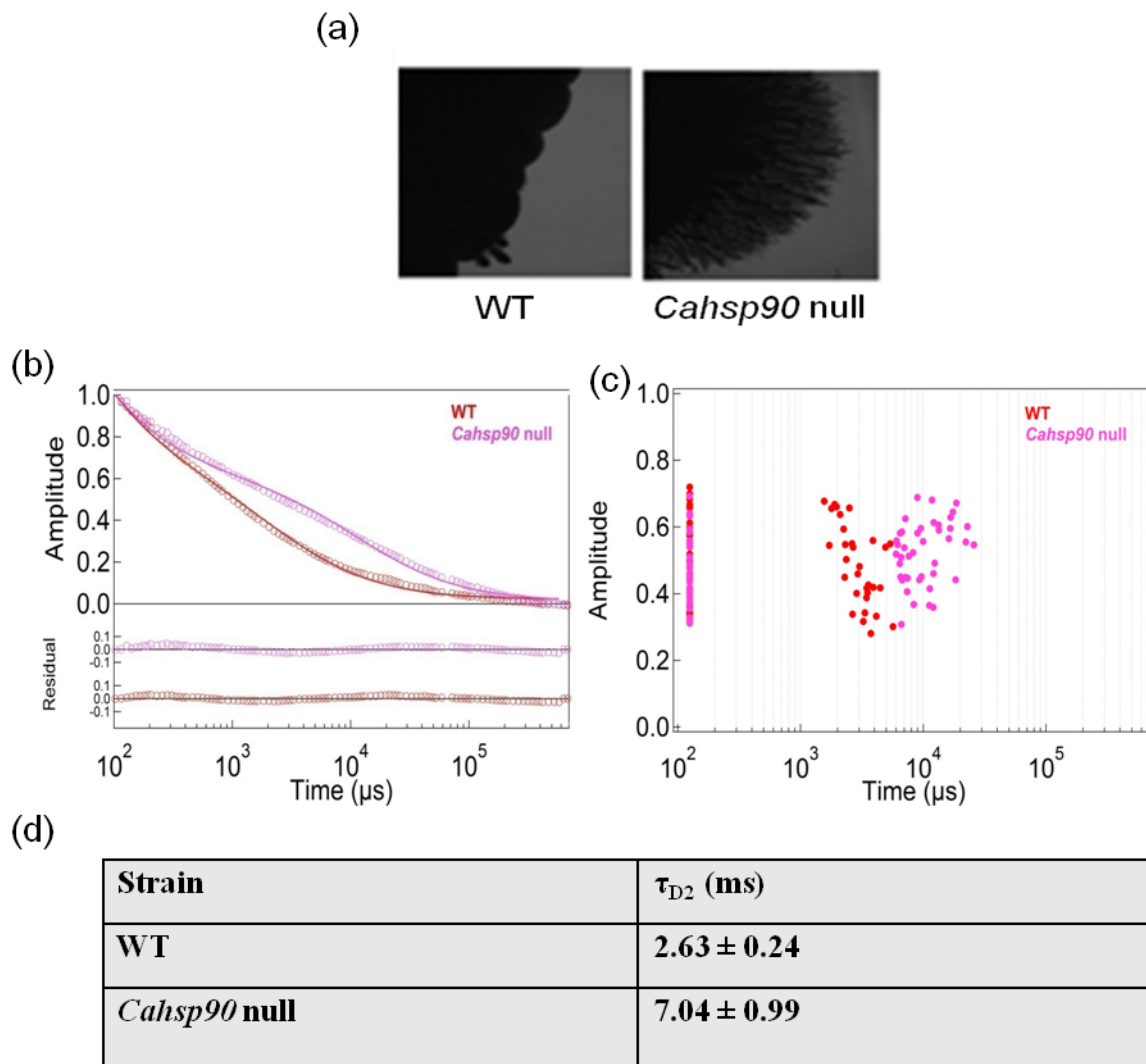 (a)
WT
Cahsp90 null
(b)
1.0
0.8
0.6
0.4
0.2
0.0
Amplitude
WT
Cahsp90 null
0.1
0.0
-0.1
0.1
0.0
-0.1
Residual
10²
10³
10⁴
10⁵
Time (µs)
(c)
1.0
0.8
0.6
0.4
0.2
0.0
Amplitude
WT
Cahsp90 null
10²
10³
10⁴
10⁵
Time (µs)
(d)
Strain τD2 (ms)
WT 2.63 ± 0.24
Cahsp90 null 7.04 ± 0.99